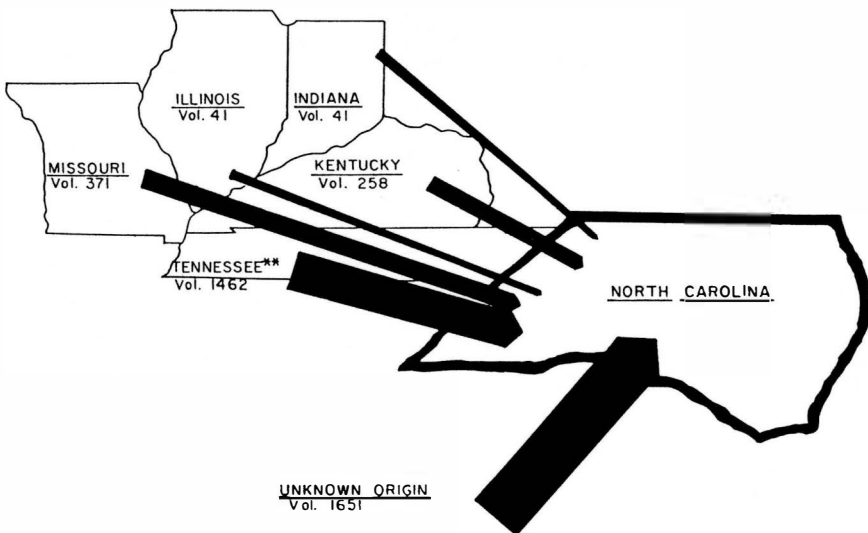 ILLINOIS
Vol. 41
INDIANA
Vol. 41
MISSOURI
Vol. 371
KENTUCKY
Vol. 258
TENNESSEE**
Vol. 1462
NORTH CAROLINA
UNKNOWN ORIGIN
Vol. 1651